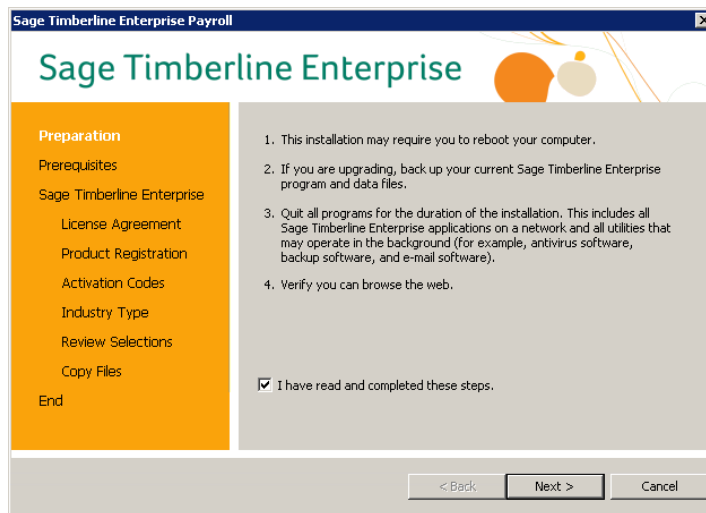 Sage Timberline Enterprise Payroll
Sage Timberline Enterprise
Preparation
Prerequisites
Sage Timberline Enterprise
License Agreement
Product Registration
Activation Codes
Industry Type
Review Selections
Copy Files
End
1. This installation may require you to reboot your computer.
2. If you are upgrading, back up your current Sage Timberline Enterprise
program and data files.
3. Quit all programs for the duration of the installation. This includes all
Sage Timberline Enterprise applications on a network and all utilities that
may operate in the background (for example, antivirus software,
backup software, and e-mail software).
4. Verify you can browse the web.
I have read and completed these steps.
< Back
Next >
Cancel